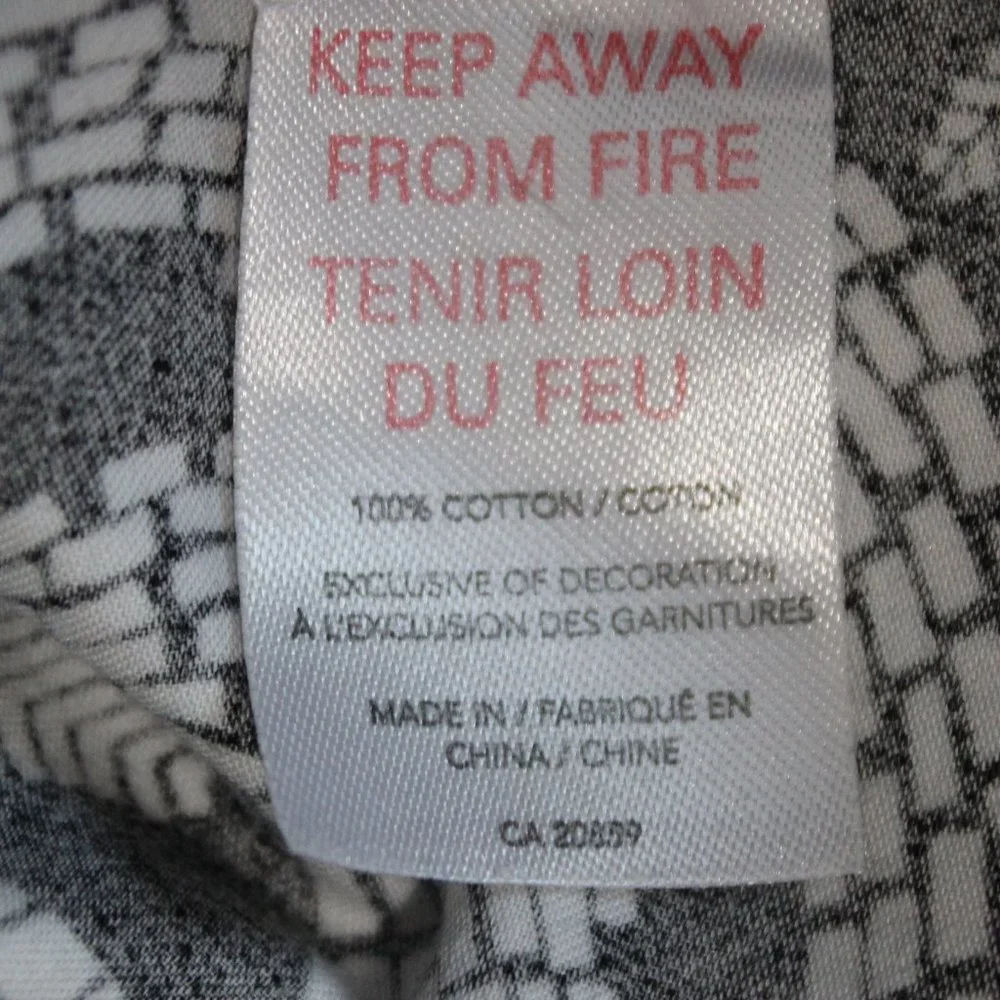 KEEP AWAY
FROM FIRE
TENIR LOIN
DU FEU
100% COTTON / COTON
EXCLUSIVE OF DECORATION
À L'EXCLUSION DES GARNITURES
MADE IN / FABRIQUÉ EN
CHINA / CHINE
CA 20859